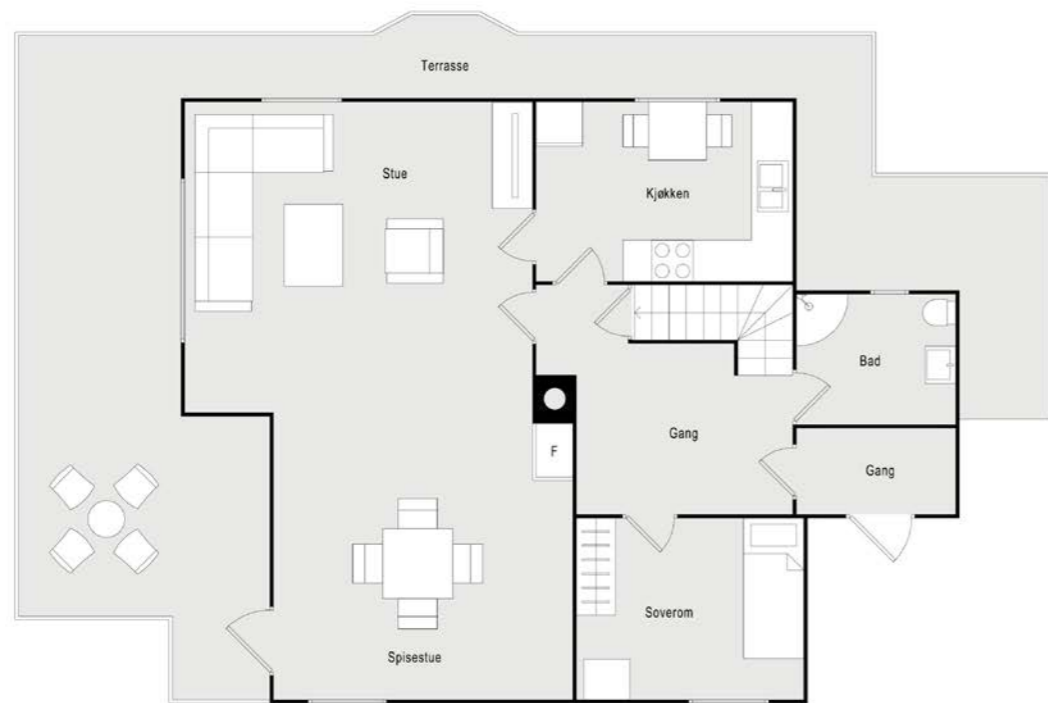 Terrasse
Stue
Kjøkken
Bad
Gang
F
Gang
Soverom
Spisestue